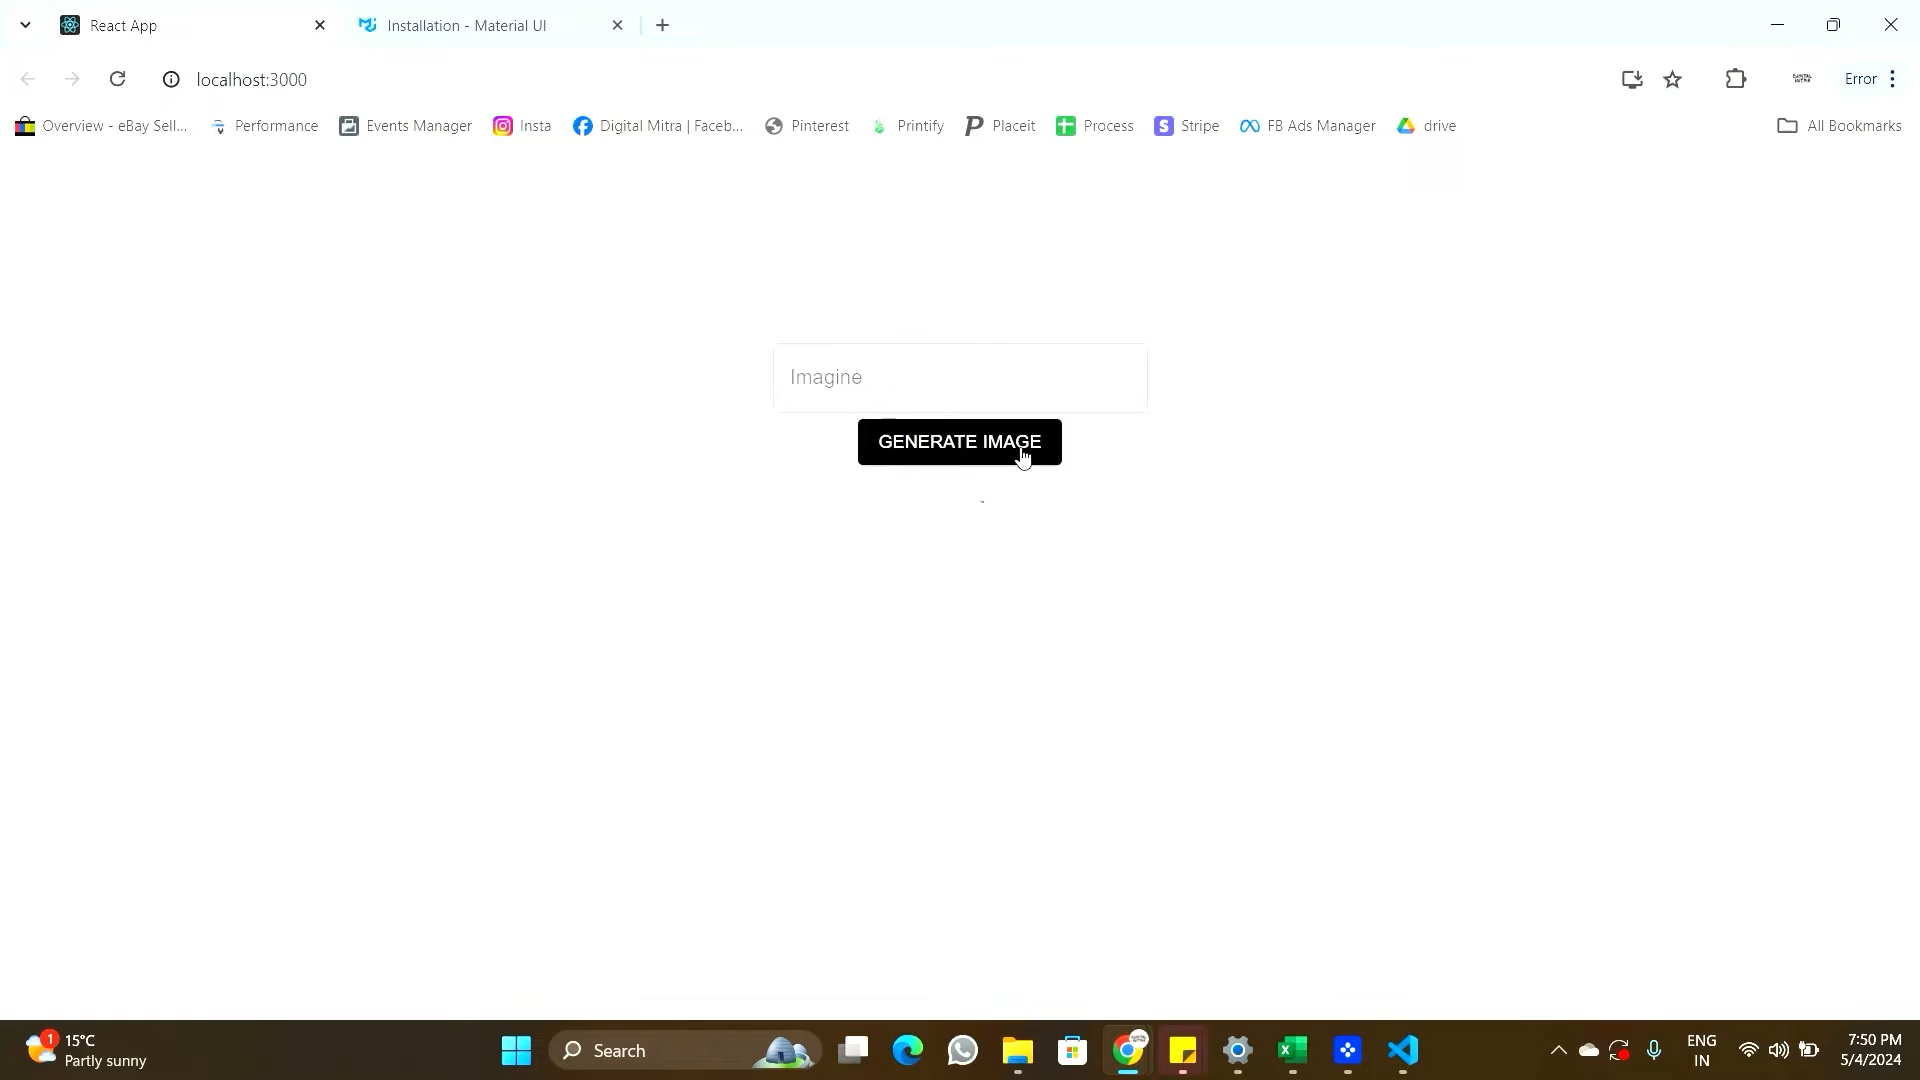 React App
Installation - Material UI
localhost:3000
Error
Overview - eBay Sell...
Performance
Events Manager
Insta
Digital Mitra | Faceb...
Pinterest
Printify
Placeit
Process
Stripe
FB Ads Manager
drive
All Bookmarks
Imagine
GENERATE IMAGE
1
15°C
Partly sunny
Search
ENG
IN
7:50 PM
5/4/2024